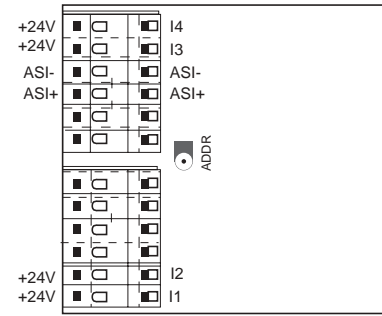 +24V I4
+24V I3
ASI- ASI-
ASI+ ASI+
ADDR
+24V I2
+24V I1